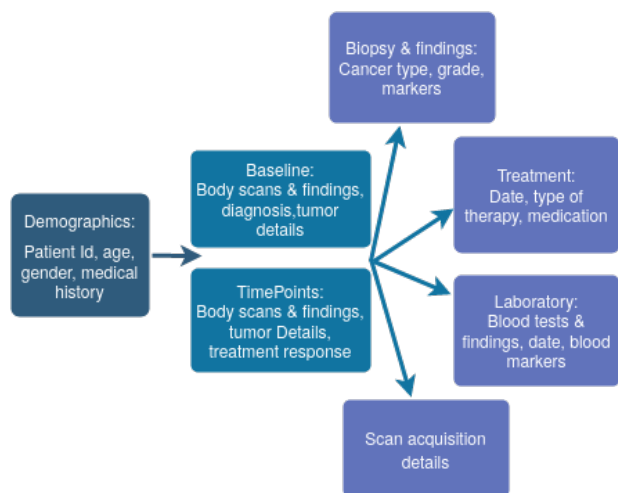 Demographics:
Patient Id, age,
gender, medical
history
Baseline:
Body scans & findings,
diagnosis,tumor
details
TimePoints:
Body scans & findings,
tumor Details,
treatment response
Biopsy & findings:
Cancer type, grade,
markers
Treatment:
Date, type of
therapy, medication
Laboratory:
Blood tests &
findings, date, blood
markers
Scan acquisition
details